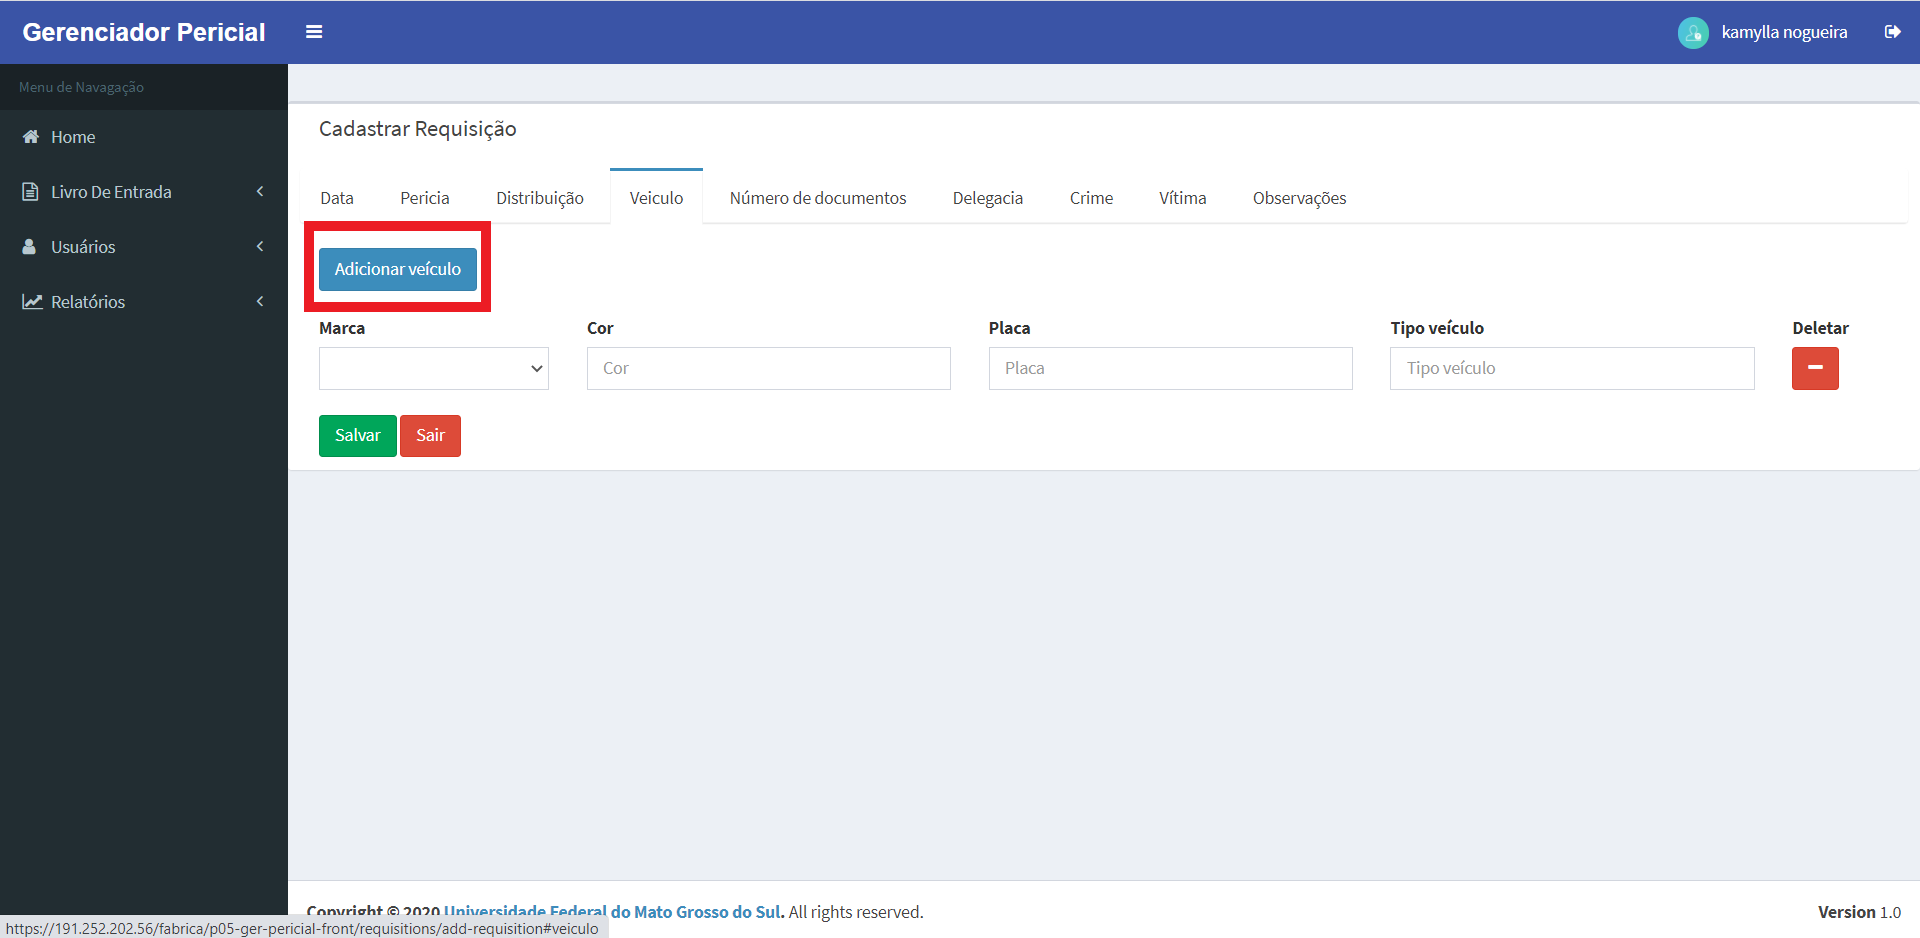 Gerenciador Pericial
kamylla nogueira
Menu de Navagação
Home
Livro De Entrada
Usuários
Relatórios
Cadastrar Requisição
Data Pericia Distribuição Veiculo Número de documentos Delegacia Crime Vítima Observações
Adicionar veículo
Marca Cor Placa Tipo veículo Deletar
Cor Placa Tipo veículo
Salvar Sair
Copyright © 2020 Universidade Federal do Mato Grosso do Sul. All rights reserved.
Version 1.0
https://191.252.202.56/fabrica/p05-ger-pericial-front/requisitions/add-requisition#veiculo